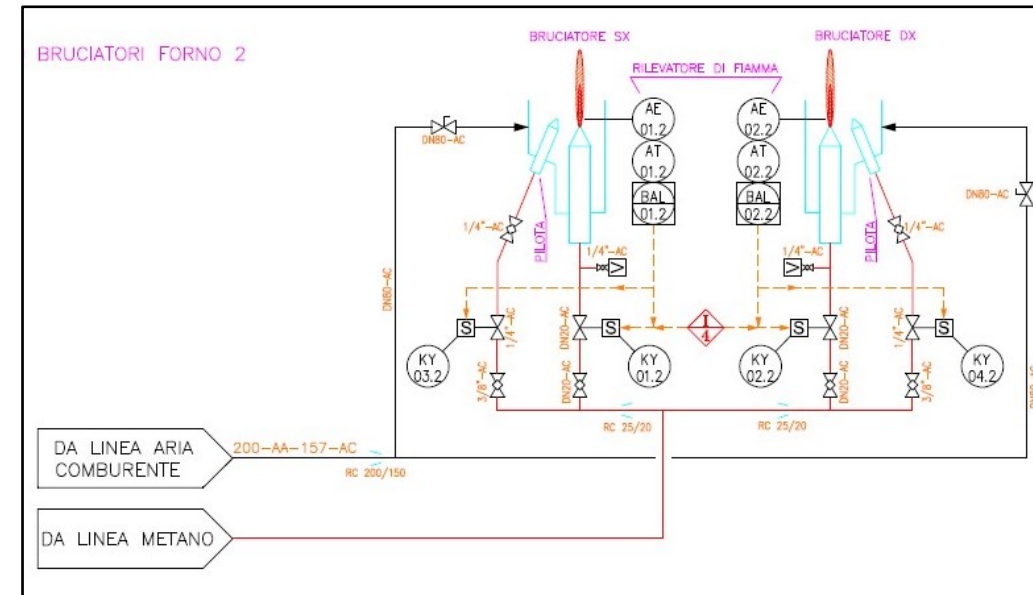 BRUCIATORI FORNO 2
BRUCIATORE SX
BRUCIATORE DX
RILEVATORE DI FIAMMA
AE
01.2
AE
02.2
AT
01.2
AT
02.2
BAL
01.2
BAL
02.2
DN80-AC
DN80-AC
DN80-AC
DN80-AC
PILOTA
PILOTA
1/4"-AC
1/4"-AC
1/4"-AC
1/4"-AC
V
V
S
S
S
S
1/4"-AC
DN20-AC
DN20-AC
1/4"-AC
I
4
KY
03.2
KY
01.2
KY
02.2
KY
04.2
3/8"-AC
DN20-AC
DN20-AC
3/8"-AC
RC 25/20
RC 25/20
DA LINEA ARIA
COMBURENTE
200-AA-157-AC
RC 200/150
DA LINEA METANO